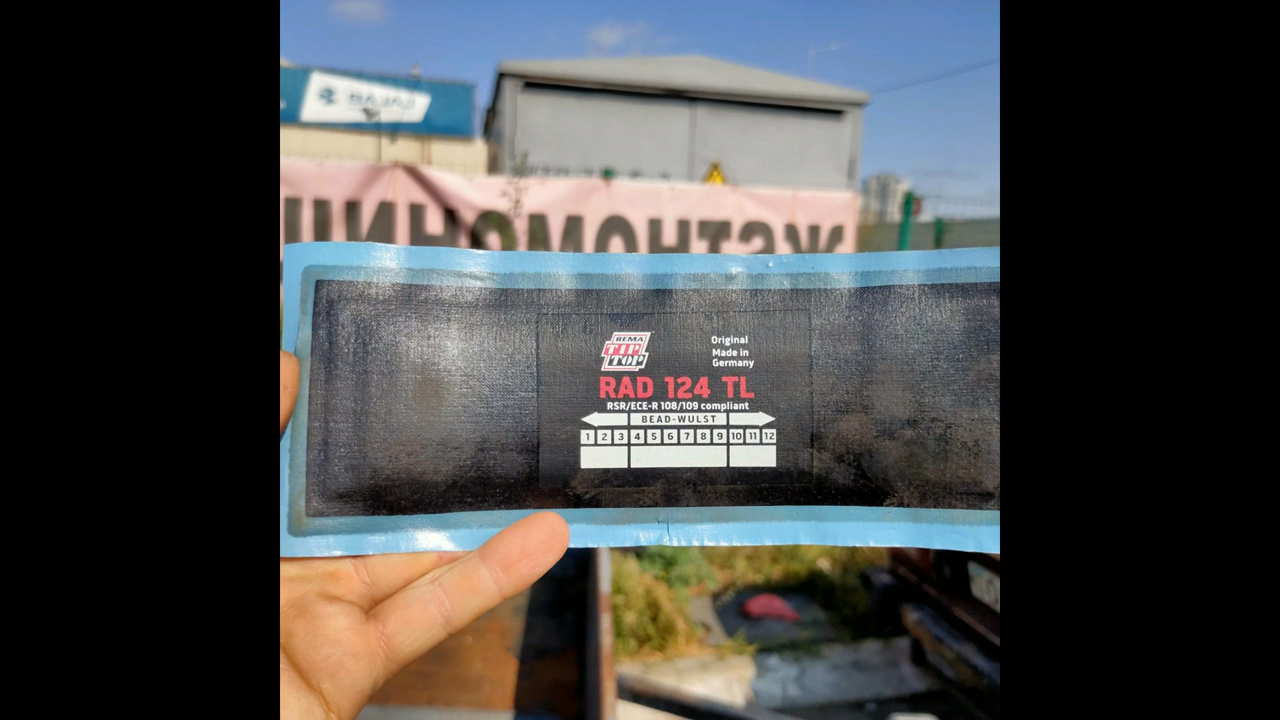 BAJAJ
ШИНОМОНТАЖ
REMA
TIP
TOP
Original
Made in
Germany
RAD 124 TL
RSR/ECE-R 108/109 compliant
BEAD-WULST
1 2 3 4 5 6 7 8 9 10 11 12